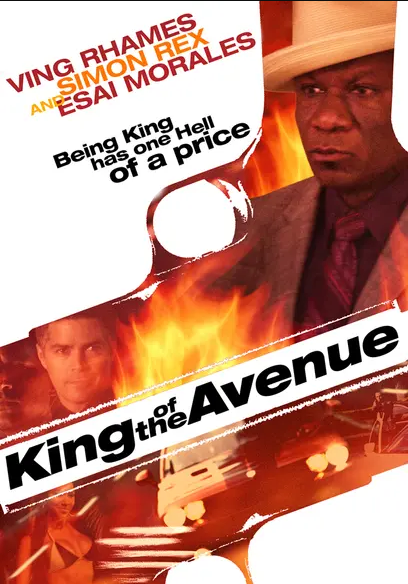 VING RHAMES
SIMON REX
AND ESAI MORALES
Being King
has one Hell
of a price
King of the Avenue